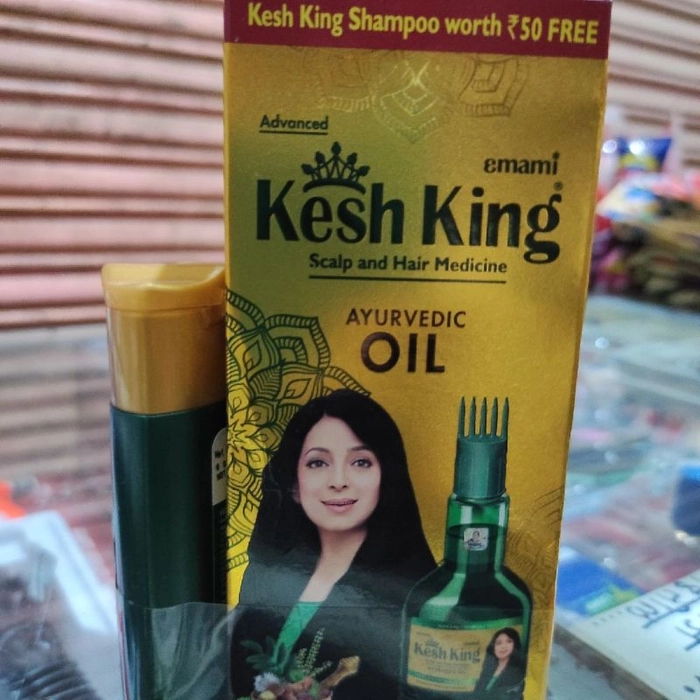 Kesh King Shampoo worth ₹50 FREE
Advanced
emami
Kesh King®
Scalp and Hair Medicine
AYURVEDIC
OIL
Kesh King